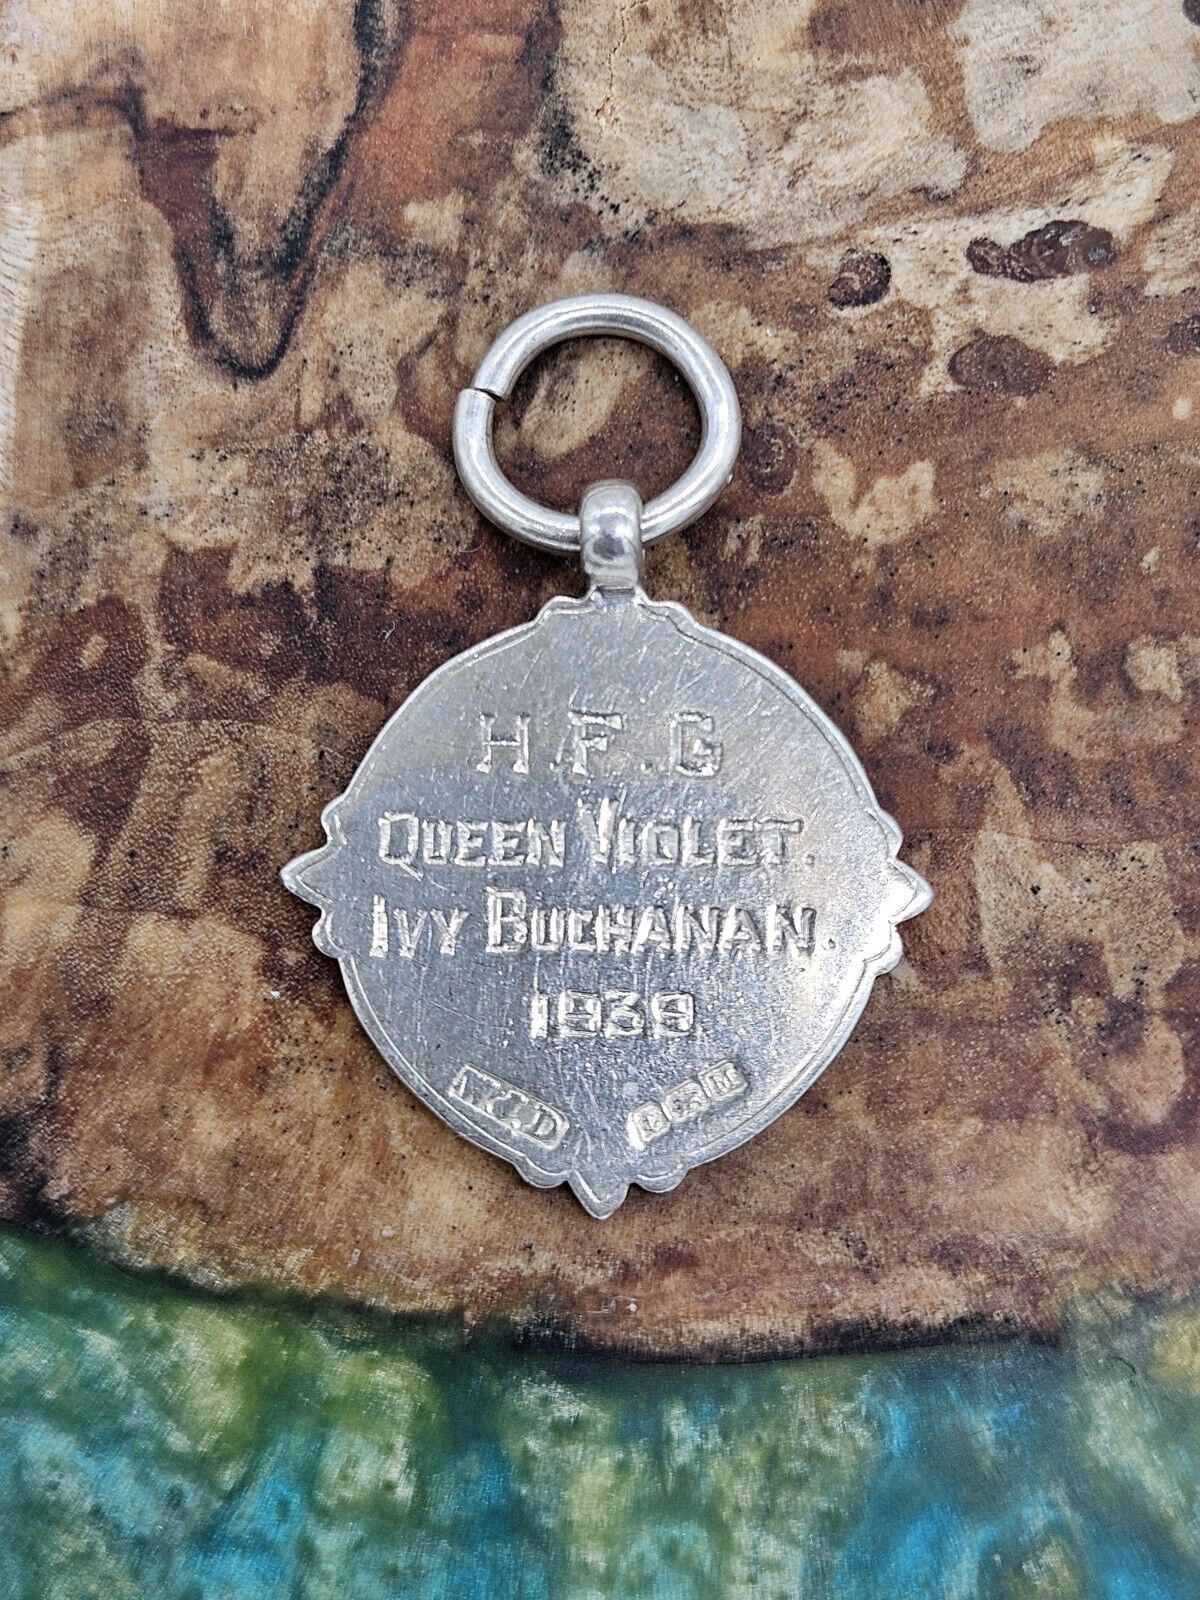 H.F.G
QUEEN VIOLET.
IVY BUCHANAN.
1939